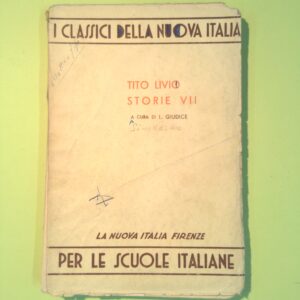 I CLASSICI DELLA NUOVA ITALIA
TITO LIVIO
STORIE VII
A CURA DI L. GIUDICE
LA NUOVA ITALIA FIRENZE
PER LE SCUOLE ITALIANE